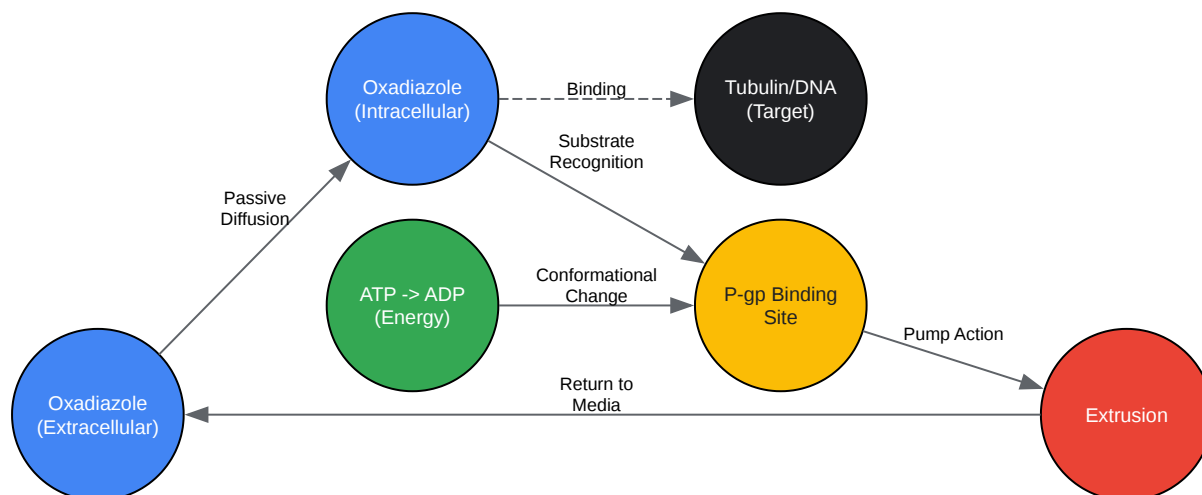 Oxadiazole
(Intracellular)
Binding
Tubulin/DNA
(Target)
Substrate
Recognition
Passive
Diffusion
ATP -> ADP
(Energy)
Conformational
Change
P-gp Binding
Site
Pump Action
Oxadiazole
(Extracellular)
Return to
Media
Extrusion